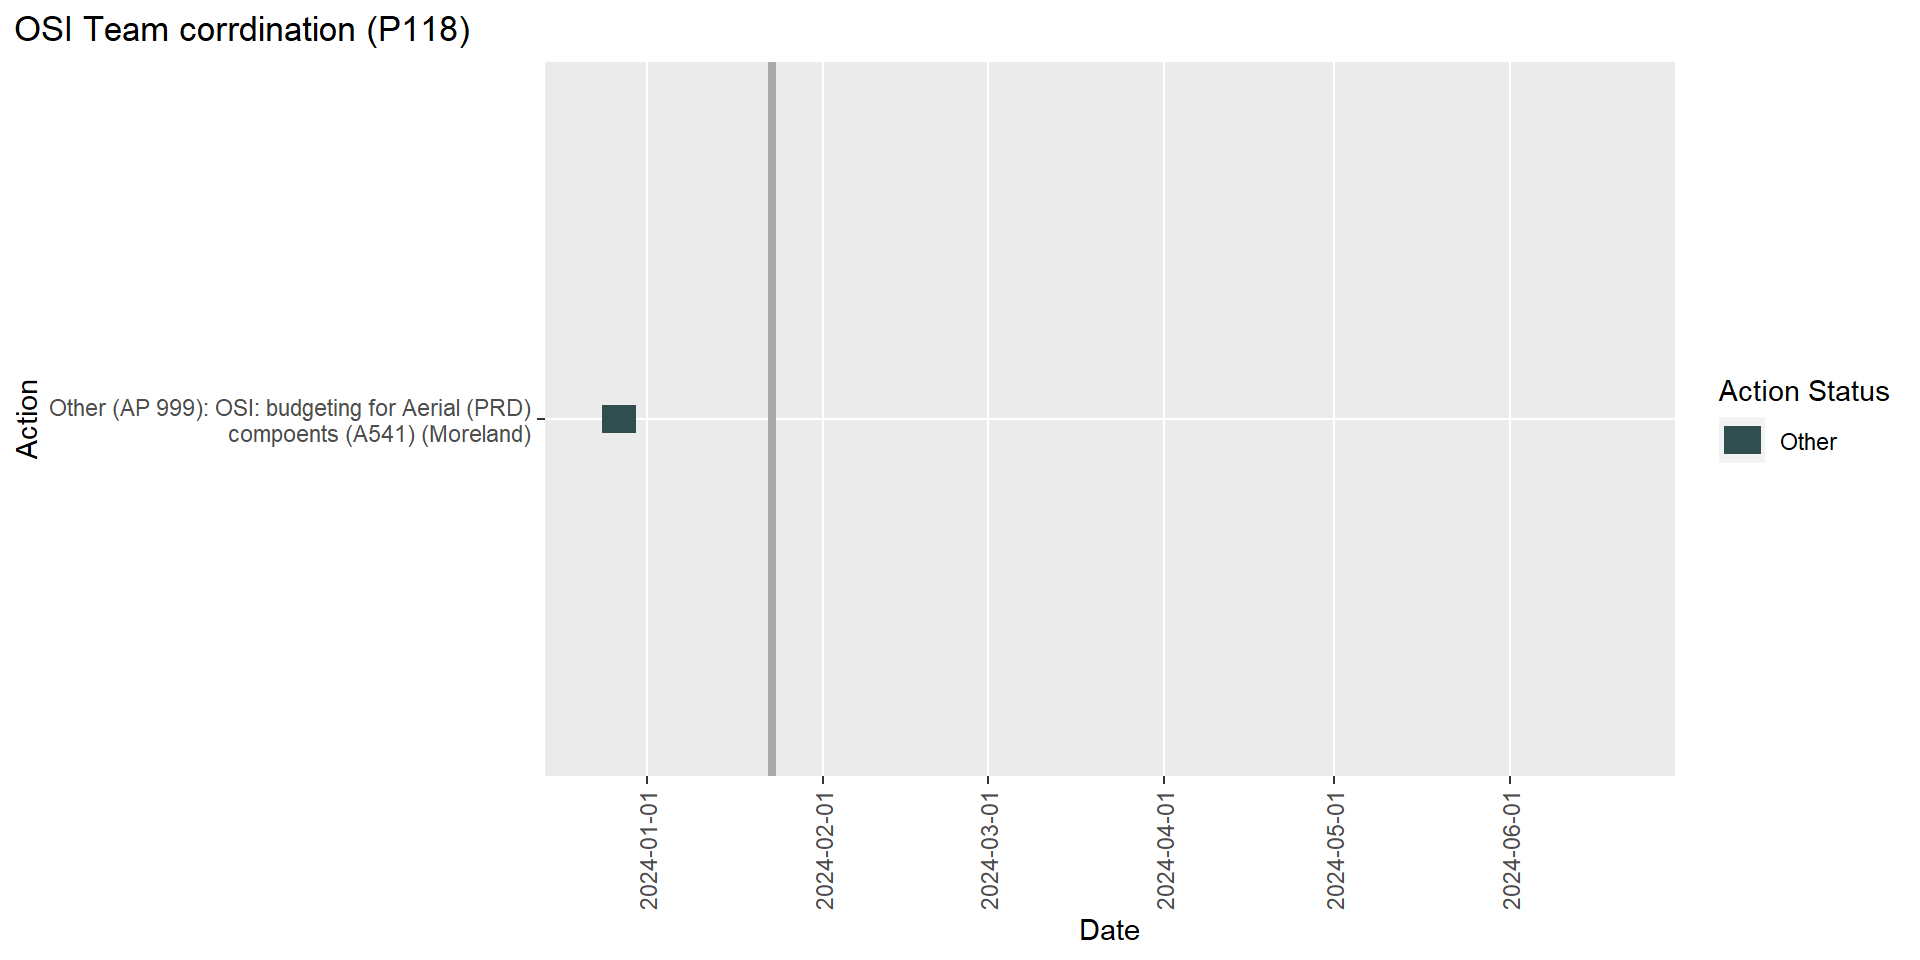 OSI Team corrdination (P118)
Action
Other (AP 999): OSI: budgeting for Aerial (PRD)
compoents (A541) (Moreland)
Action Status
Other
2024-01-01
2024-02-01
2024-03-01
2024-04-01
2024-05-01
2024-06-01
Date